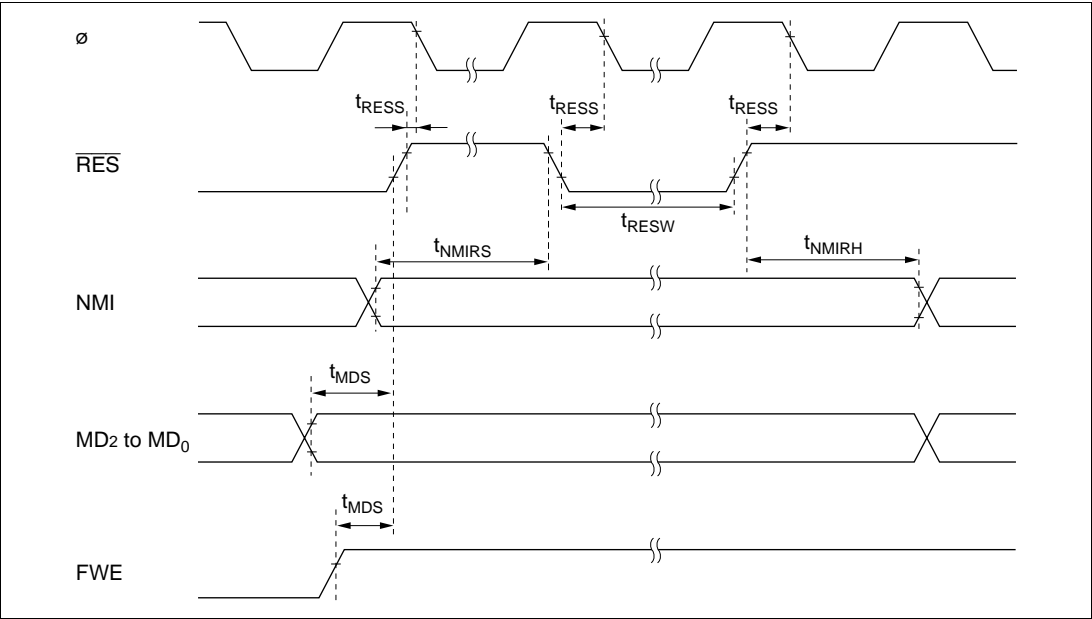 ø
tRESS tRESS tRESS
RES
tRESW
tNMIRS tNMIRH
NMI
tMDS
MD2 to MD0
tMDS
FWE